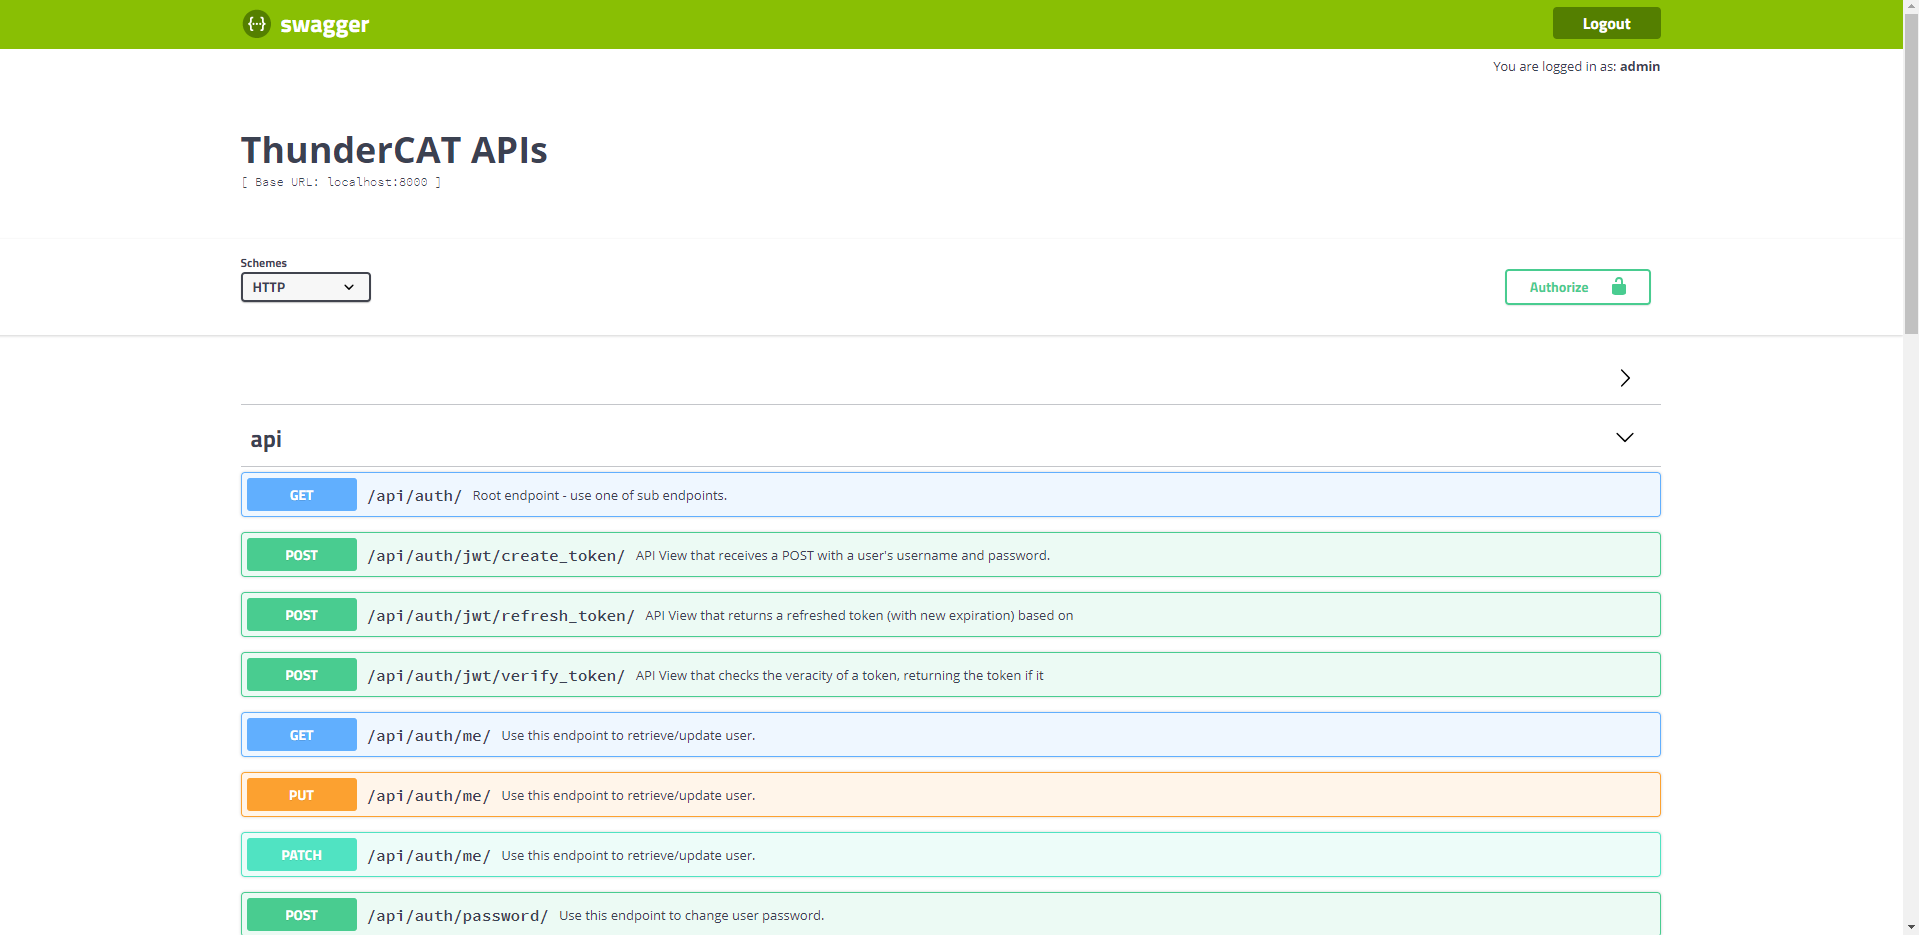 {···} swagger
Logout
You are logged in as: admin
ThunderCAT APIs
[ Base URL: localhost:8000 ]
Schemes
HTTP
Authorize
api
GET /api/auth/ Root endpoint - use one of sub endpoints.
POST /api/auth/jwt/create_token/ API View that receives a POST with a user's username and password.
POST /api/auth/jwt/refresh_token/ API View that returns a refreshed token (with new expiration) based on
POST /api/auth/jwt/verify_token/ API View that checks the veracity of a token, returning the token if it
GET /api/auth/me/ Use this endpoint to retrieve/update user.
PUT /api/auth/me/ Use this endpoint to retrieve/update user.
PATCH /api/auth/me/ Use this endpoint to retrieve/update user.
POST /api/auth/password/ Use this endpoint to change user password.